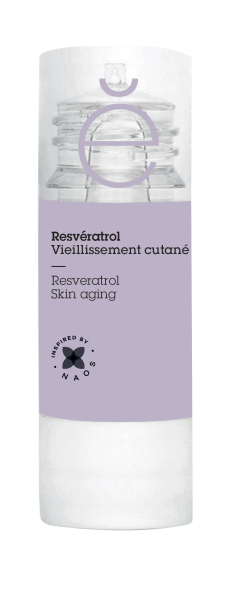 ĕ
Resvératrol
Vieillissement cutané
Resveratrol
Skin aging
INSPIRED BY
NAOS